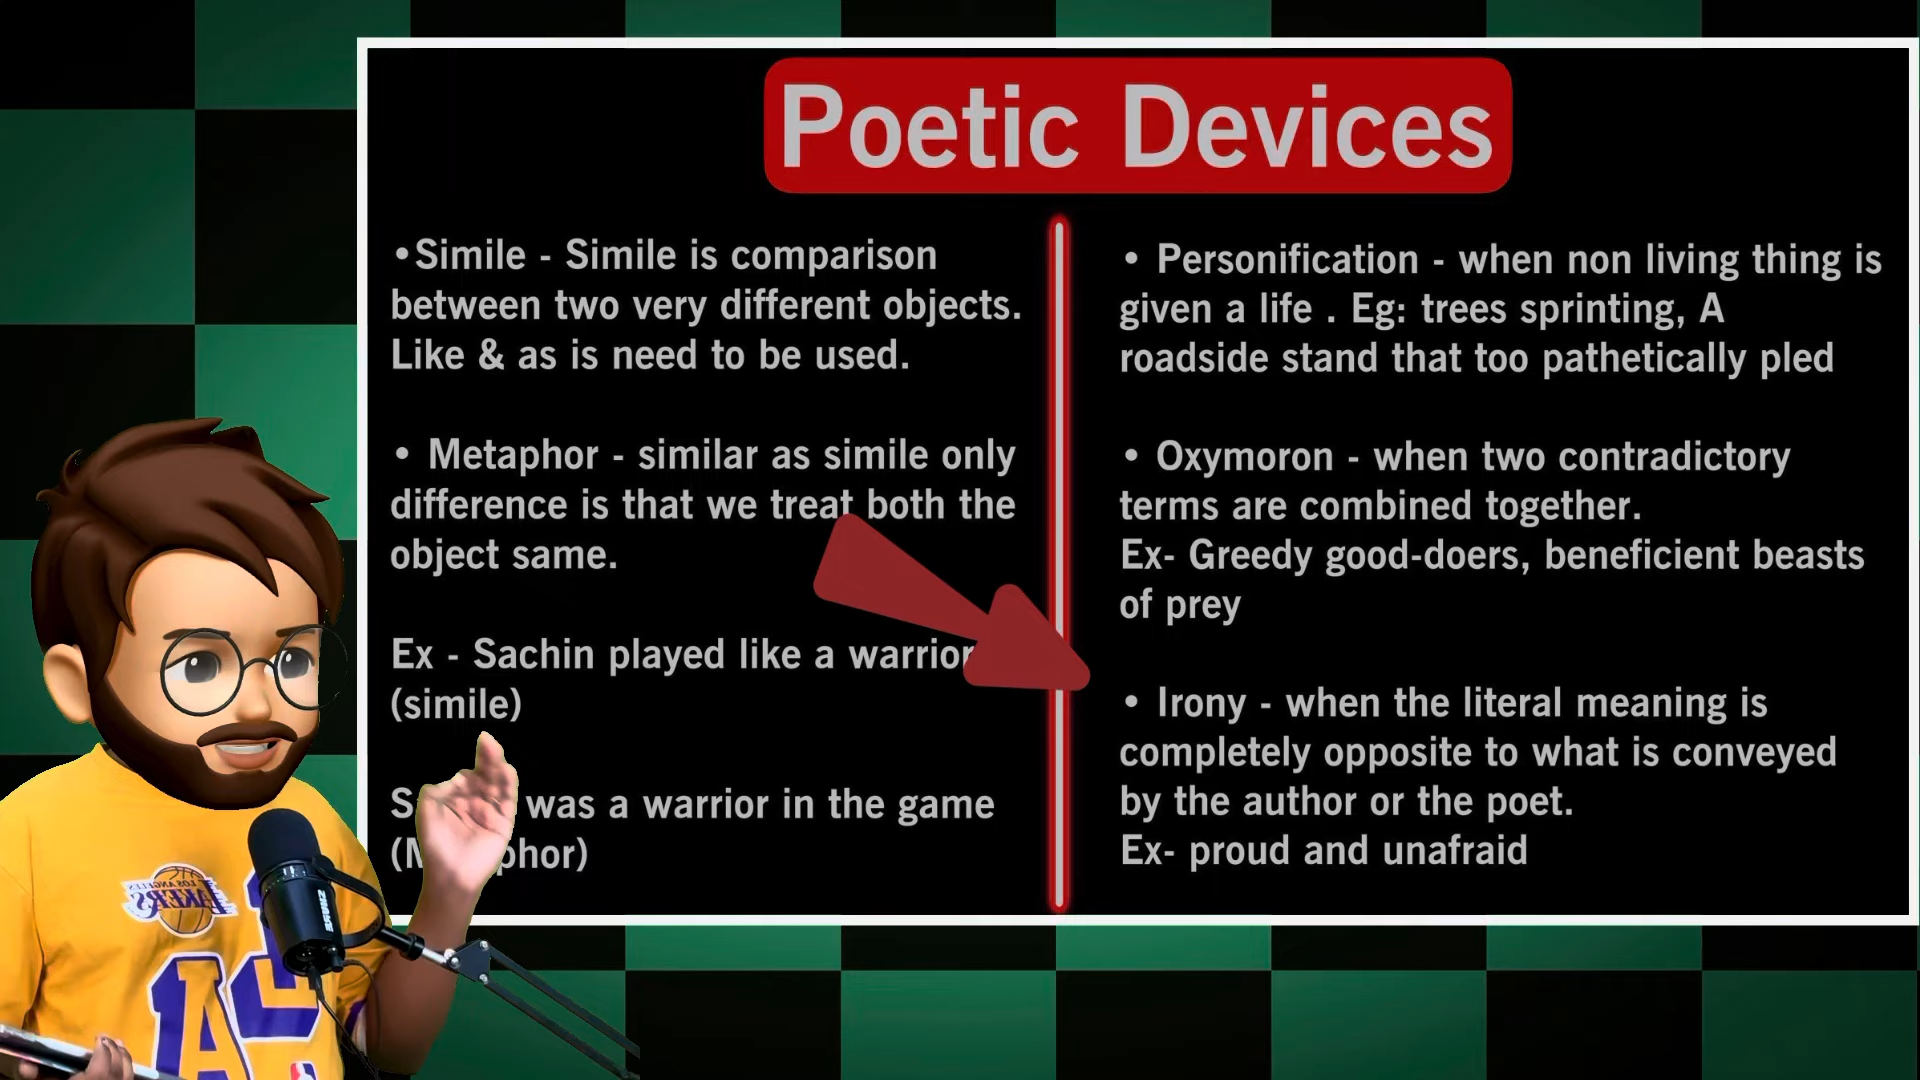 Poetic Devices
•Simile - Simile is comparison
between two very different objects.
Like & as is need to be used.
• Metaphor - similar as simile only
difference is that we treat both the
object same.
Ex - Sachin played like a warrior
(simile)
was a warrior in the game
• Personification - when non living thing is
given a life . Eg: trees sprinting, A
roadside stand that too pathetically pled
• Oxymoron - when two contradictory
terms are combined together.
Ex- Greedy good-doers, beneficient beasts
of prey
• Irony - when the literal meaning is
completely opposite to what is conveyed
by the author or the poet.
Ex- proud and unafraid
LOS ANGELES
LAKERS
SHURE